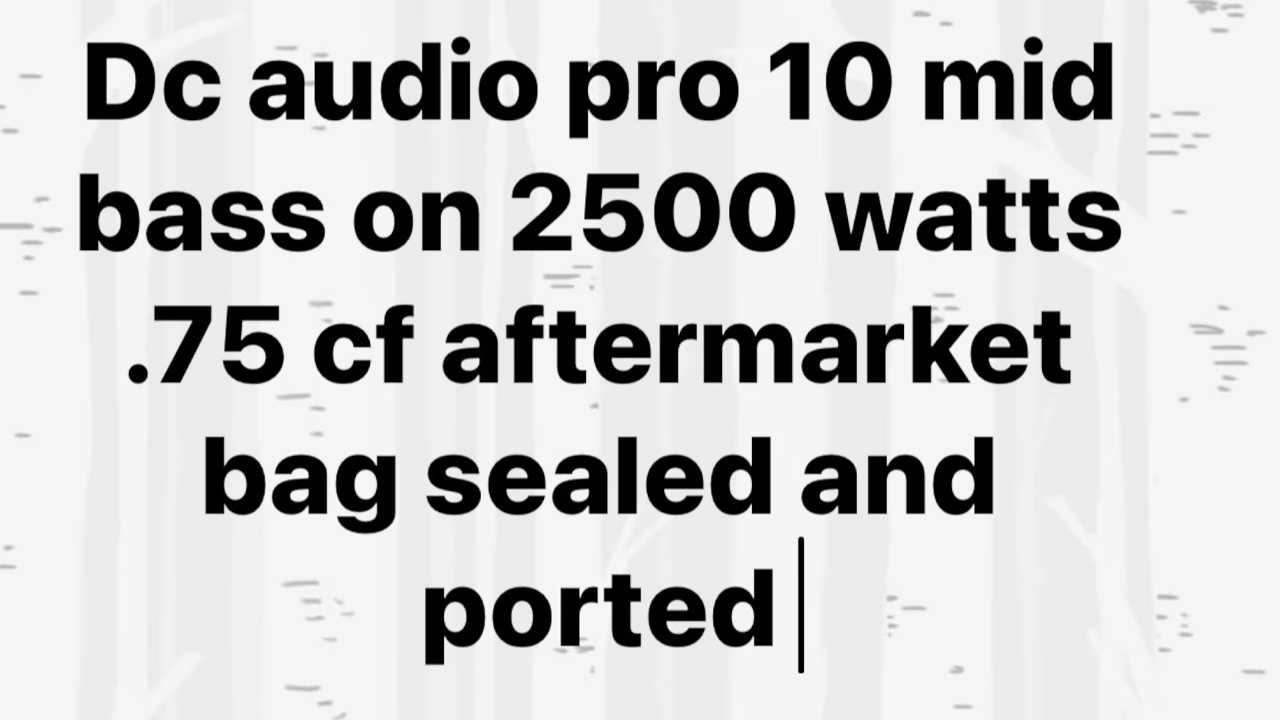 Dc audio pro 10 mid
bass on 2500 watts
.75 cf aftermarket
bag sealed and
ported